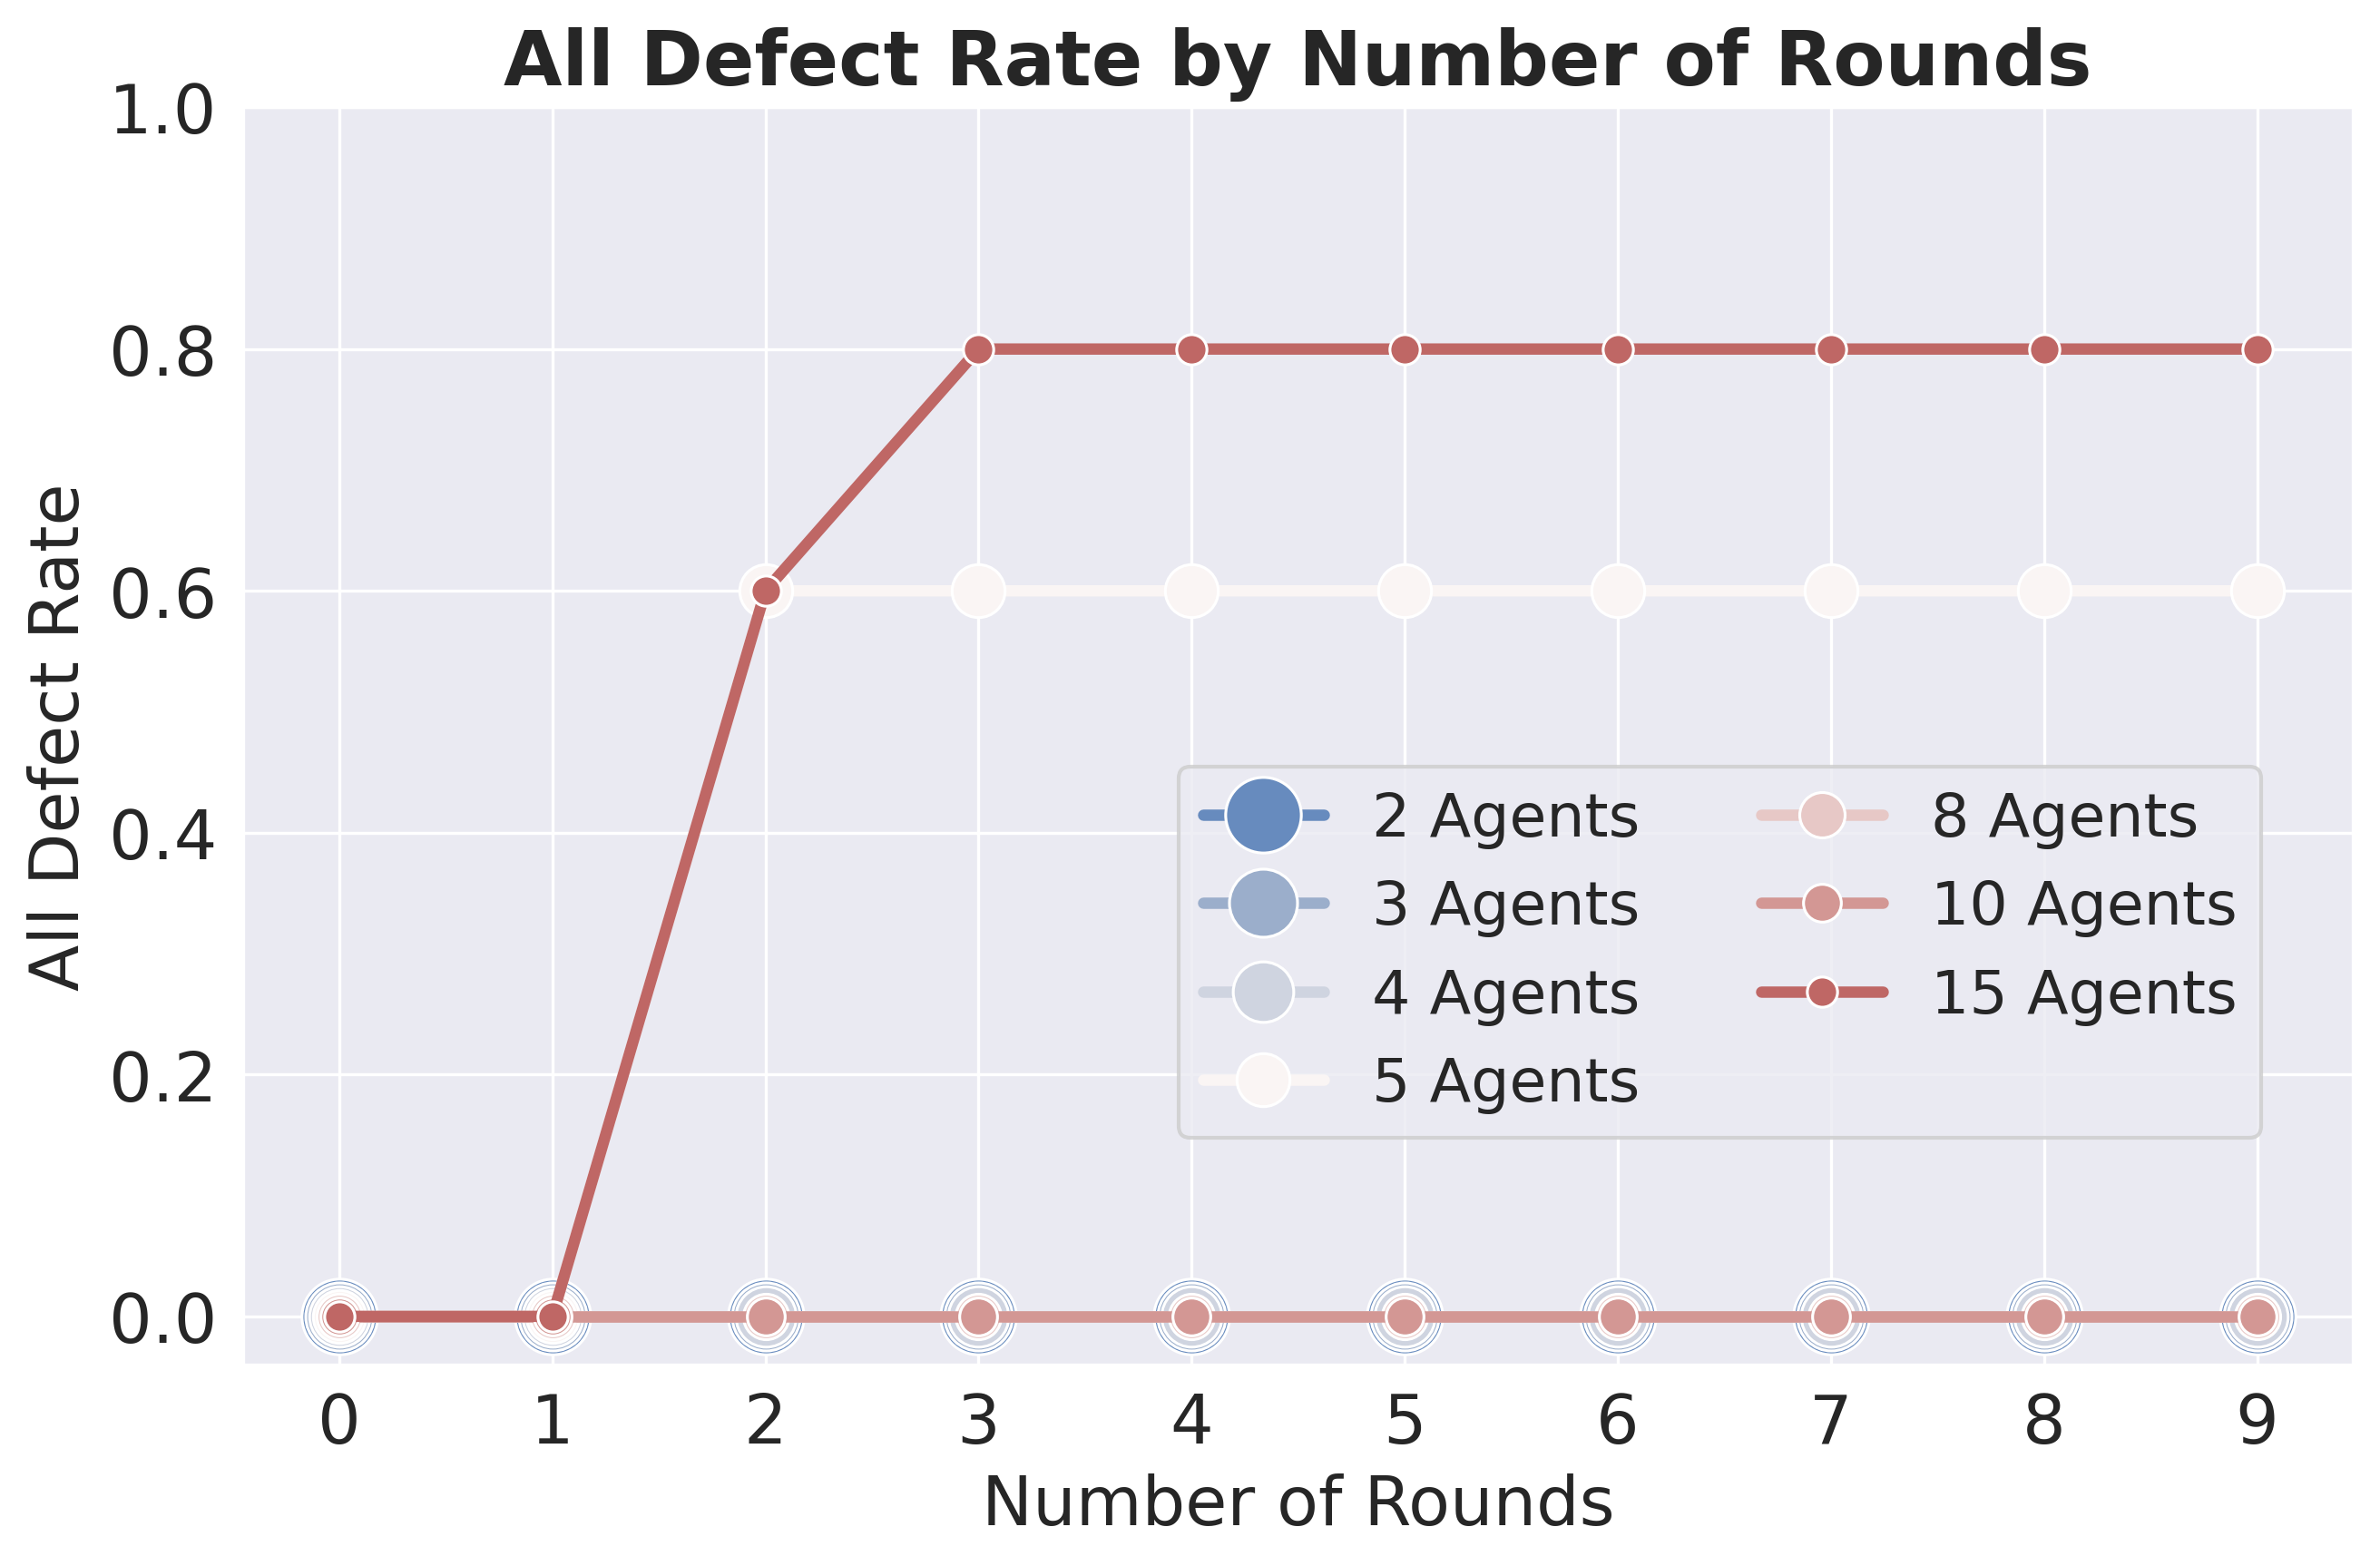 All Defect Rate by Number of Rounds
1.0
0.8
0.6
0.4
0.2
0.0
All Defect Rate
2 Agents
3 Agents
4 Agents
5 Agents
8 Agents
10 Agents
15 Agents
0 1 2 3 4 5 6 7 8 9
Number of Rounds